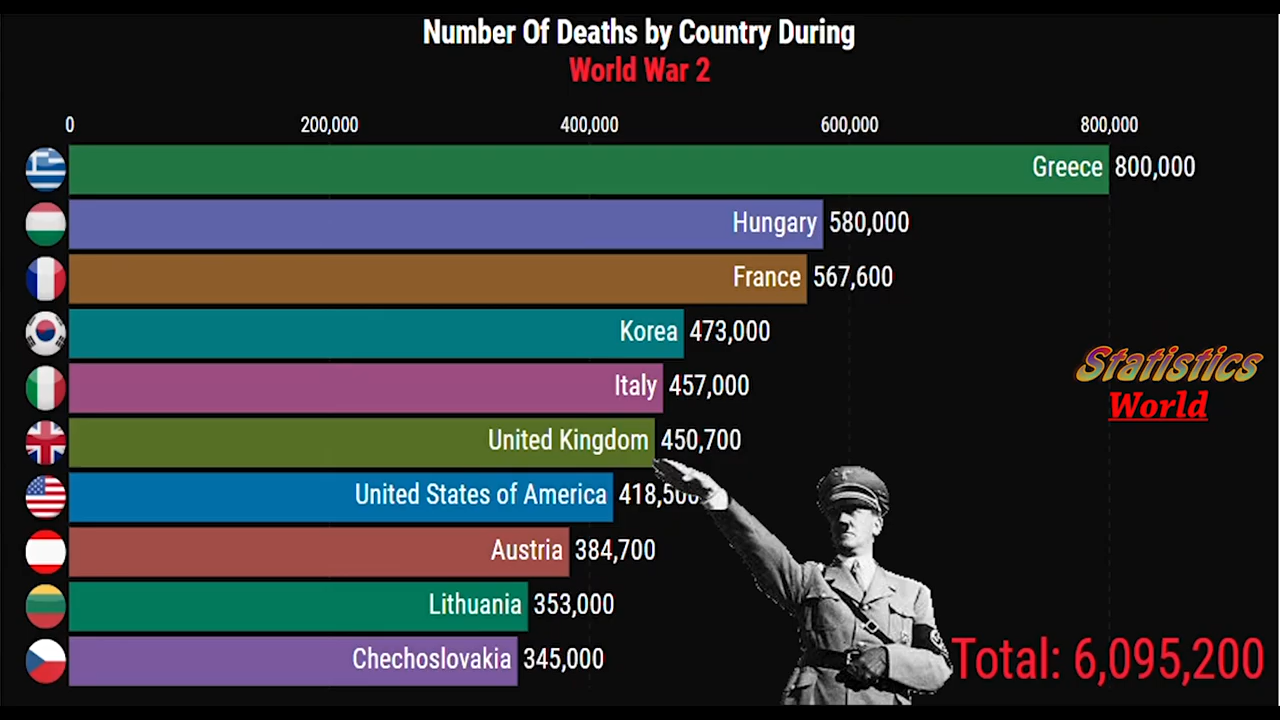 Number Of Deaths by Country During
World War 2
0 200,000 400,000 600,000 800,000
Greece 800,000
Hungary 580,000
France 567,600
Korea 473,000
Italy 457,000
United Kingdom 450,700
United States of America 418,500
Austria 384,700
Lithuania 353,000
Chechoslovakia 345,000
Statistics
World
Total: 6,095,200